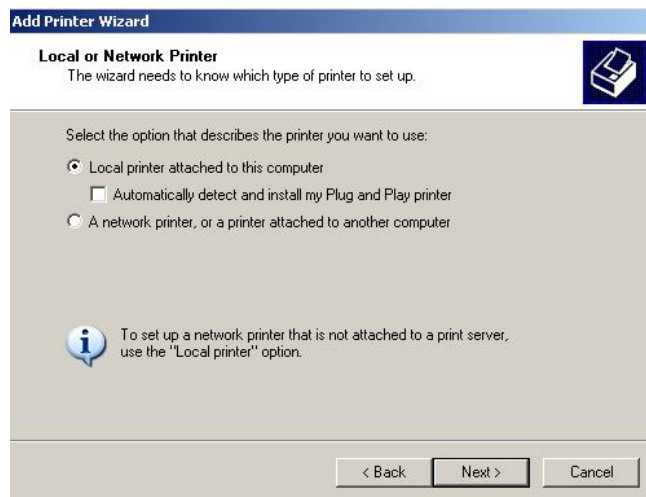 Add Printer Wizard
Local or Network Printer
The wizard needs to know which type of printer to set up.
Select the option that describes the printer you want to use:
Local printer attached to this computer
Automatically detect and install my Plug and Play printer
A network printer, or a printer attached to another computer
To set up a network printer that is not attached to a print server,
use the "Local printer" option.
< Back Next > Cancel